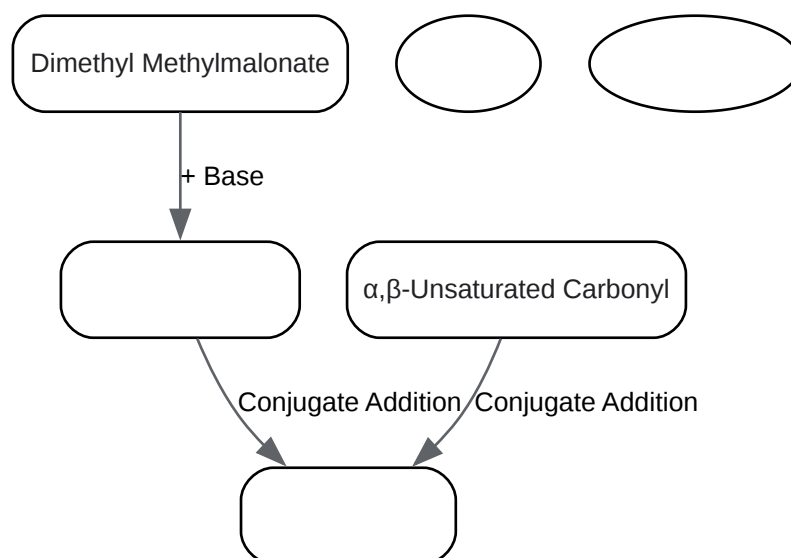 Dimethyl Methylmalonate
+ Base
α,β-Unsaturated Carbonyl
Conjugate Addition
Conjugate Addition